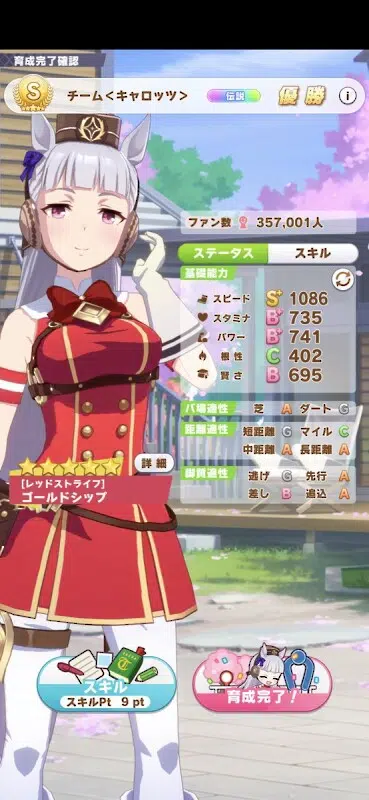 育成完了確認
S
チーム<キャロッツ>
伝説
優勝
ファン数 357,001人
ステータス
スキル
基礎能力
スピード S+ 1086
スタミナ B+ 735
パワー B+ 741
根性 C 402
賢さ B 695
バ場適性 芝 A ダート G
距離適性 短距離 G マイル C
中距離 A 長距離 A
脚質適性 逃げ G 先行 A
差し B 追込 A
詳細
[レッドストライフ]
ゴールドシップ
スキル
スキルPt 9 pt
育成完了！